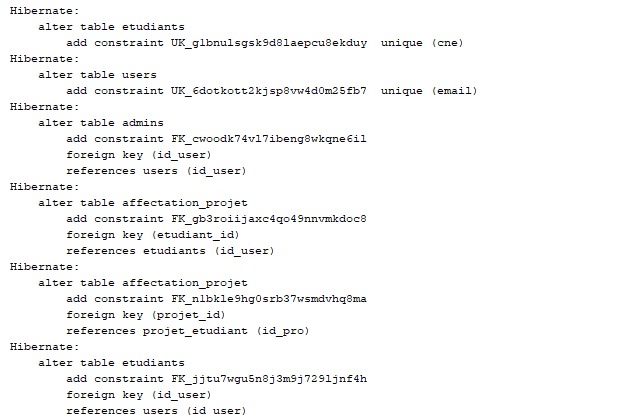 Hibernate:
alter table etudiants
add constraint UK_g1bnu1sgsk9d8laepcu8ekduy unique (cne)
Hibernate:
alter table users
add constraint UK_6dotkott2kjsp8vw4d0m25fb7 unique (email)
Hibernate:
alter table admins
add constraint FK_cwoodk74v17ibeng8wkqne6il
foreign key (id_user)
references users (id_user)
Hibernate:
alter table affectation_projet
add constraint FK_gb3roiijaxc4qo49nnvmkdoc8
foreign key (etudiant_id)
references etudiants (id_user)
Hibernate:
alter table affectation_projet
add constraint FK_nlbkle9hg0srb37wsmdvhq8ma
foreign key (projet_id)
references projet_etudiant (id_pro)
Hibernate:
alter table etudiants
add constraint FK_jjtu7wgu5n8j3m9j729ljnf4h
foreign key (id_user)
references users (id_user)